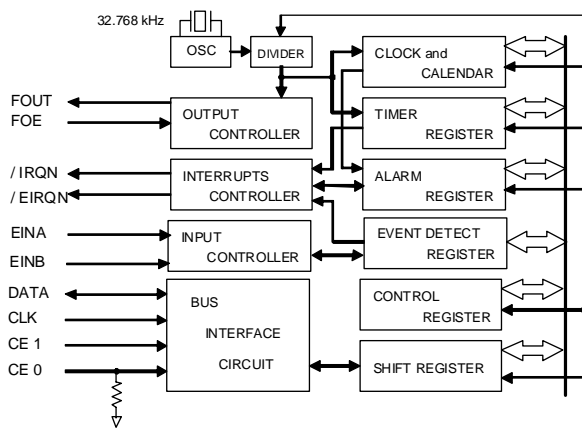 32.768 kHz
OSC
DIVIDER
CLOCK and
CALENDAR
FOUT
FOE
OUTPUT
CONTROLLER
TIMER
REGISTER
/ IRQN
/ EIRQN
INTERRUPTS
CONTROLLER
ALARM
REGISTER
EINA
EINB
INPUT
CONTROLLER
EVENT DETECT
REGISTER
DATA
CLK
CE 1
CE 0
BUS
INTERFACE
CIRCUIT
CONTROL
REGISTER
SHIFT REGISTER